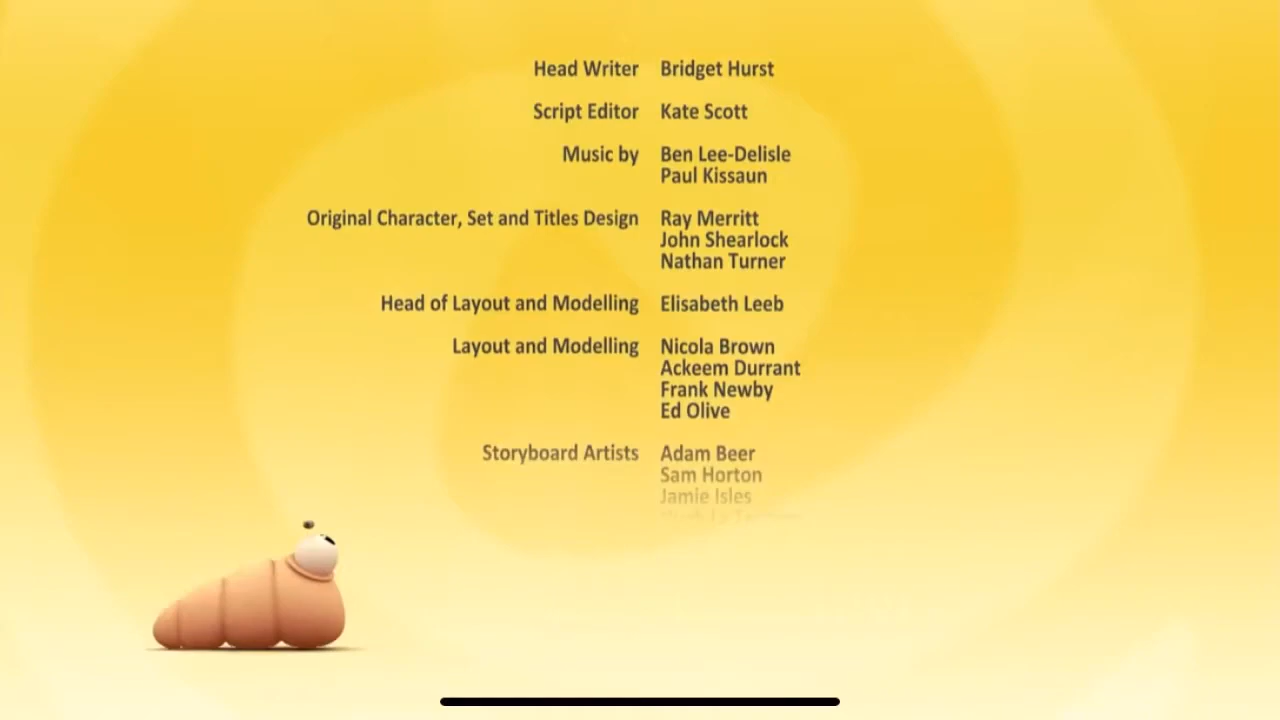 Head Writer Bridget Hurst
Script Editor Kate Scott
Music by Ben Lee-Delisle
Paul Kissaun
Original Character, Set and Titles Design Ray Merritt
John Shearlock
Nathan Turner
Head of Layout and Modelling Elisabeth Leeb
Layout and Modelling Nicola Brown
Ackeem Durrant
Frank Newby
Ed Olive
Storyboard Artists Adam Beer
Sam Horton
Jamie Isles